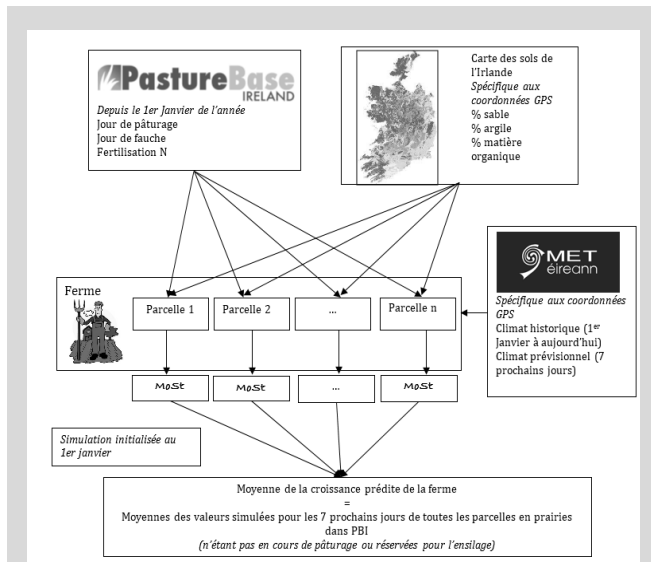 PastureBase
IRELAND
Depuis le 1er Janvier de l'année
Jour de pâturage
Jour de fauche
Fertilisation N
Carte des sols de
l'Irlande
Spécifique aux
coordonnées GPS
% sable
% argile
% matière
organique
MET
éireann
Spécifique aux coordonnées
GPS
Climat historique (1er
Janvier à aujourd'hui)
Climat prévisionnel (7
prochains jours)
Ferme
Parcelle 1
Parcelle 2
...
Parcelle n
MoSt
MoSt
...
MoSt
Simulation initialisée au
1er janvier
Moyenne de la croissance prédite de la ferme
=
Moyennes des valeurs simulées pour les 7 prochains jours de toutes les parcelles en prairies
dans PBI
(n'étant pas en cours de pâturage ou réservées pour l'ensilage)